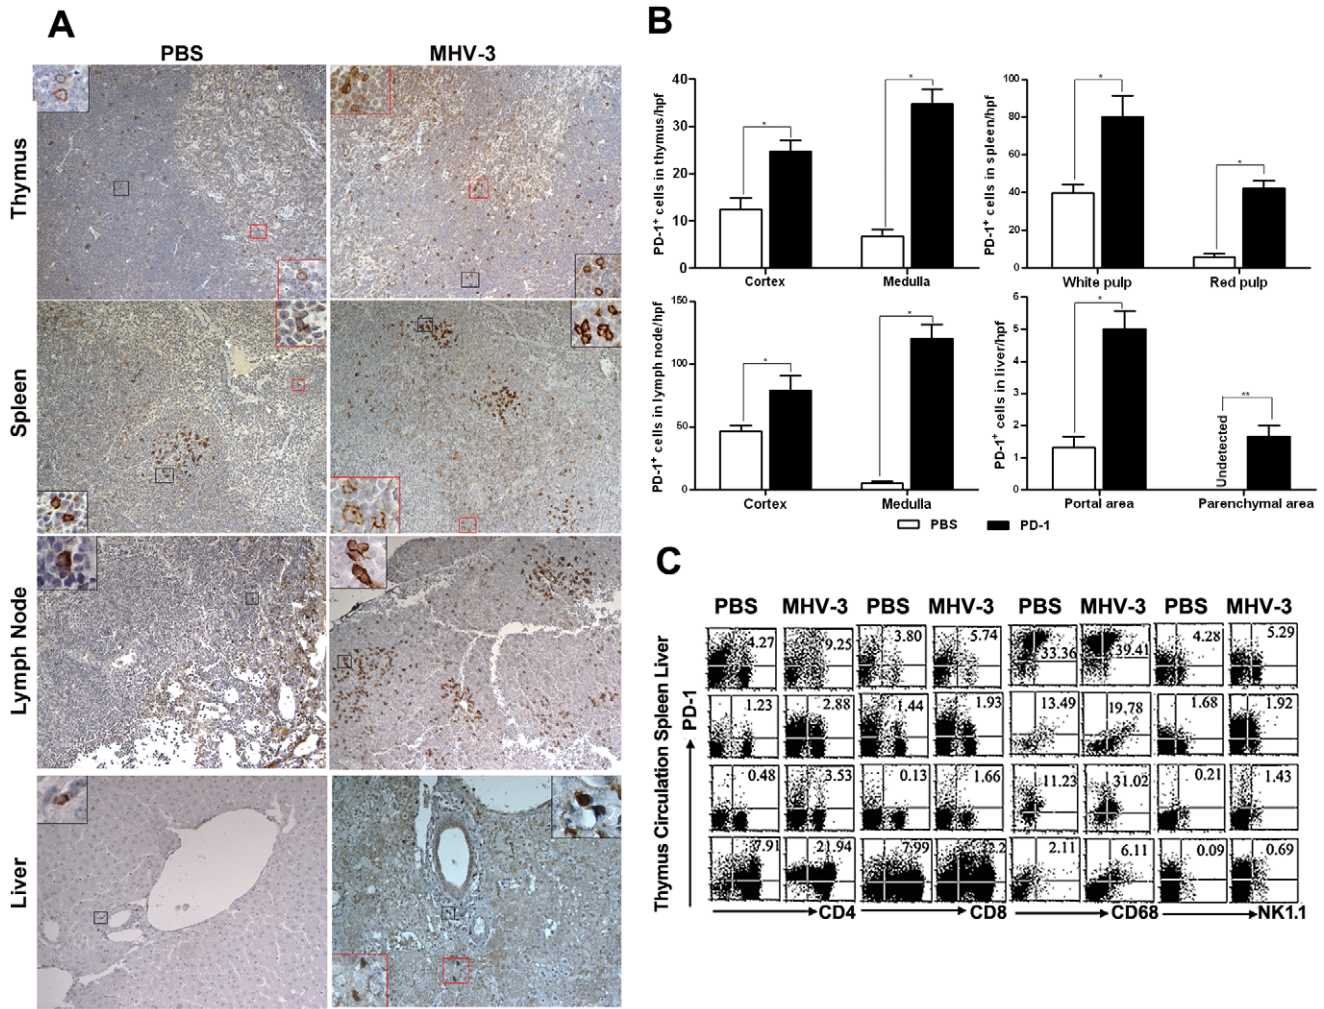 A
PBS MHV-3
Thymus
Spleen
Lymph Node
Liver
B
PD-1+ cells in thymus/hpf
40
30
20
10
0
*
*
Cortex Medulla
PD-1+ cells in spleen/hpf
100
80
60
40
20
0
*
*
White pulp Red pulp
PD-1+ cells in lymph node/hpf
150
100
50
0
*
*
Cortex Medulla
PD-1+ cells in liver/hpf
6
5
4
3
2
1
0
*
**
Undetected
Portal area Parenchymal area
PBS PD-1
C
PBS MHV-3 PBS MHV-3 PBS MHV-3 PBS MHV-3
Thymus Circulation Spleen Liver
PD-1
4.27 9.25 3.80 5.74 33.36 39.41 4.28 5.29
1.23 2.88 1.44 1.93 13.49 19.78 1.68 1.92
0.48 3.53 0.13 1.66 11.23 31.02 0.21 1.43
7.91 21.94 7.99 2.11 6.11 0.09 0.69
CD4 CD8 CD68 NK1.1